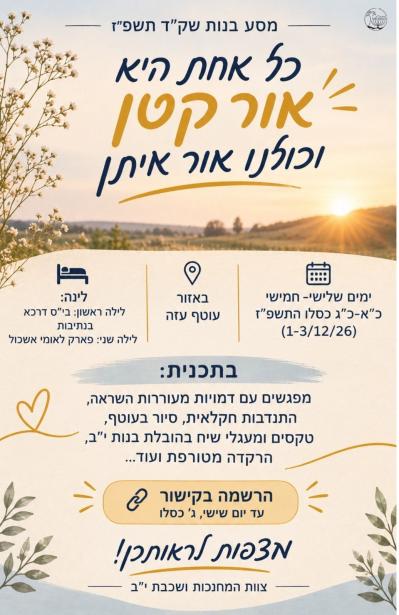 מסע בנות שק"ד תשפ"ז
כל אחת היא
אור קטן
וכולנו אור איתן
ימים שלישי- חמישי
כ"א-כ"ג כסלו התשפ"ז
(1-3/12/26)
באזור
עוטף עזה
לינה:
לילה ראשון: בי"ס דרכא
בנתיבות
לילה שני: פארק לאומי אשכול
בתכנית:
מפגשים עם דמויות מעוררות השראה,
התנדבות חקלאית, סיור בעוטף,
טקסים ומעגלי שיח בהובלת בנות י"ב,
הרקדה מטורפת ועוד...
הרשמה בקישור
עד יום שישי, ג' כסלו
מצפות לראותכן!
צוות המחנכות ושכבת י"ב